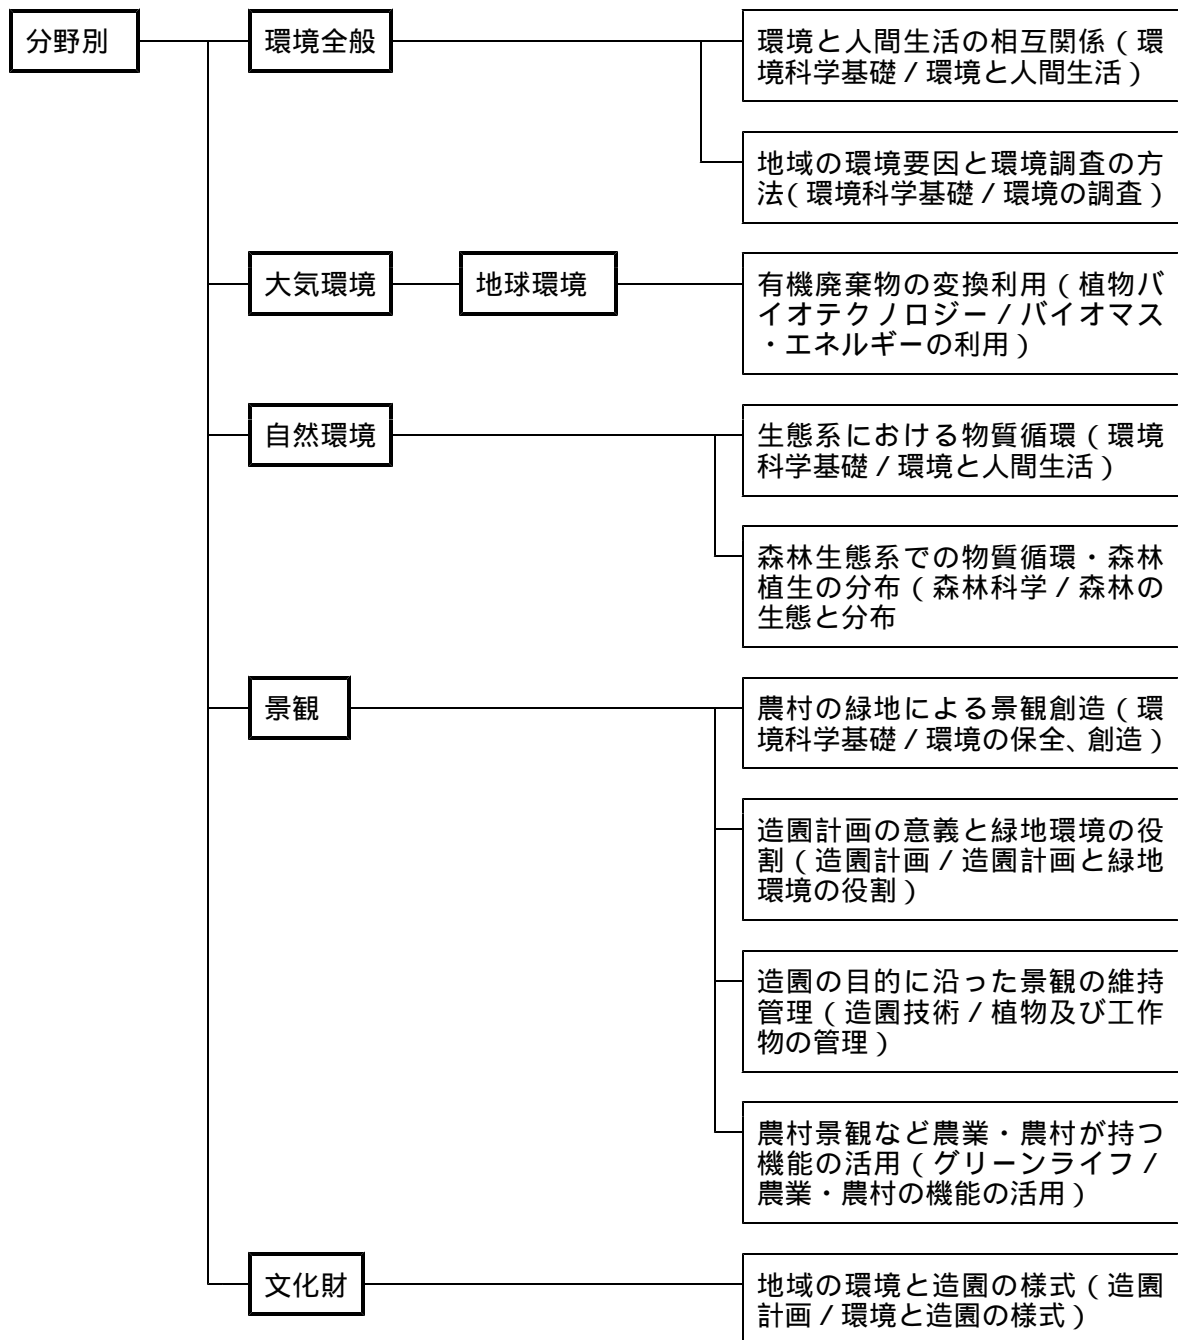 分野別
環境全般
環境と人間生活の相互関係（環
境科学基礎／環境と人間生活）
地域の環境要因と環境調査の方
法（環境科学基礎／環境の調査）
大気環境
地球環境
有機廃棄物の変換利用（植物バ
イオテクノロジー／バイオマス
・エネルギーの利用）
自然環境
生態系における物質循環（環境
科学基礎／環境と人間生活）
森林生態系での物質循環・森林
植生の分布（森林科学／森林の
生態と分布
景観
農村の緑地による景観創造（環
境科学基礎／環境の保全、創造）
造園計画の意義と緑地環境の役
割（造園計画／造園計画と緑地
環境の役割）
造園の目的に沿った景観の維持
管理（造園技術／植物及び工作
物の管理）
農村景観など農業・農村が持つ
機能の活用（グリーンライフ／
農業・農村の機能の活用）
文化財
地域の環境と造園の様式（造園
計画／環境と造園の様式）